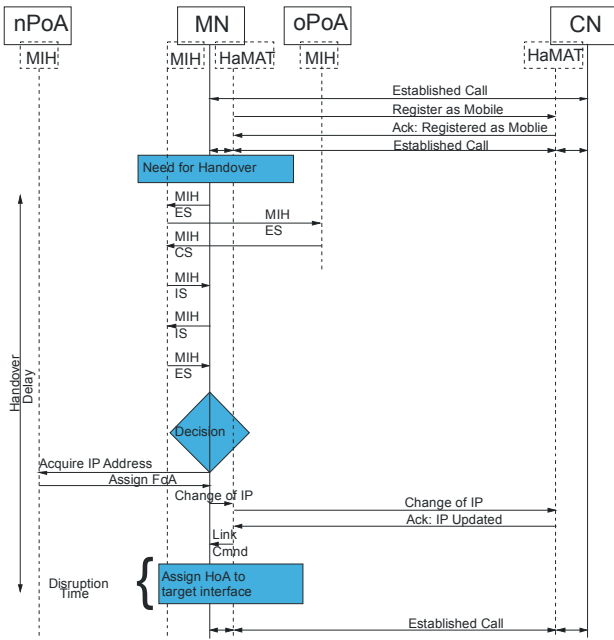 nPoA MN oPoA CN
MIH MIH HaMAT MIH HaMAT
Established Call
Register as Mobile
Ack: Registered as Moblie
Established Call
Need for Handover
MIH
ES
MIH
ES
MIH
CS
MIH
IS
MIH
IS
MIH
ES
Handover
Delay
Decision
Acquire IP Address
Assign FoA
Change of IP
Change of IP
Ack: IP Updated
Link
Cmnd
Disruption
Time
Assign HoA to
target interface
Established Call